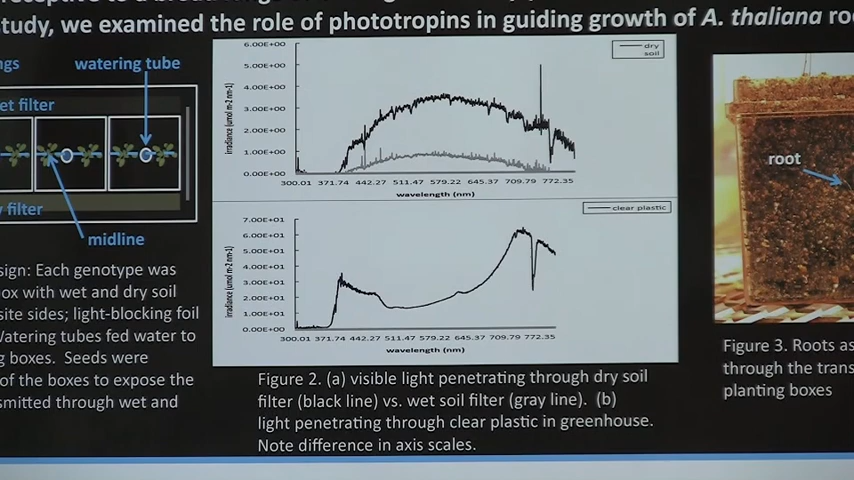 study, we examined the role of phototropins in guiding growth of A. thaliana
watering tube
filter
filter
midline
sign: Each genotype was
box with wet and dry soil
site sides; light-blocking foil
Watering tubes fed water to
boxes. Seeds were
of the boxes to expose the
through wet and
6.00E+00
5.00E+00
4.00E+00
3.00E+00
2.00E+00
1.00E+00
0.00E+00
irradiance (umol m-2 nm-1)
300.01 371.74 442.27 511.47 579.22 645.37 709.79 772.35
wavelength (nm)
dry
soil
7.00E+01
6.00E+01
5.00E+01
4.00E+01
3.00E+01
2.00E+01
1.00E+01
0.00E+00
irradiance (umol m-2 nm-1)
300.01 371.74 442.27 511.47 579.22 645.37 709.79 772.35
wavelength (nm)
clear plastic
Figure 2. (a) visible light penetrating through dry soil
filter (black line) vs. wet soil filter (gray line). (b)
light penetrating through clear plastic in greenhouse.
Note difference in axis scales.
root
Figure 3. Roots as
through the trans
planting boxes